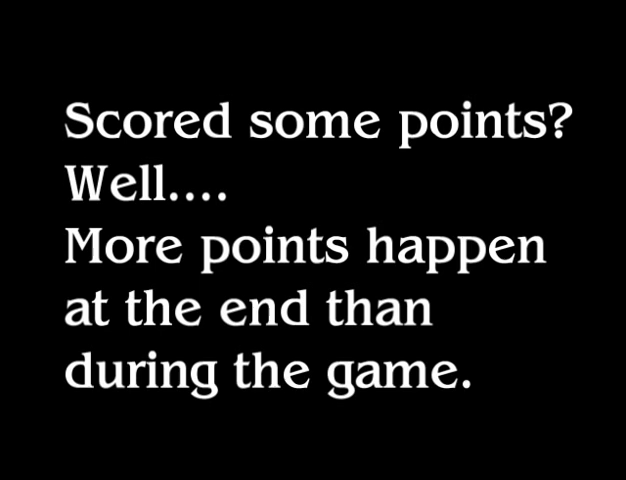 Scored some points?
Well....
More points happen
at the end than
during the game.